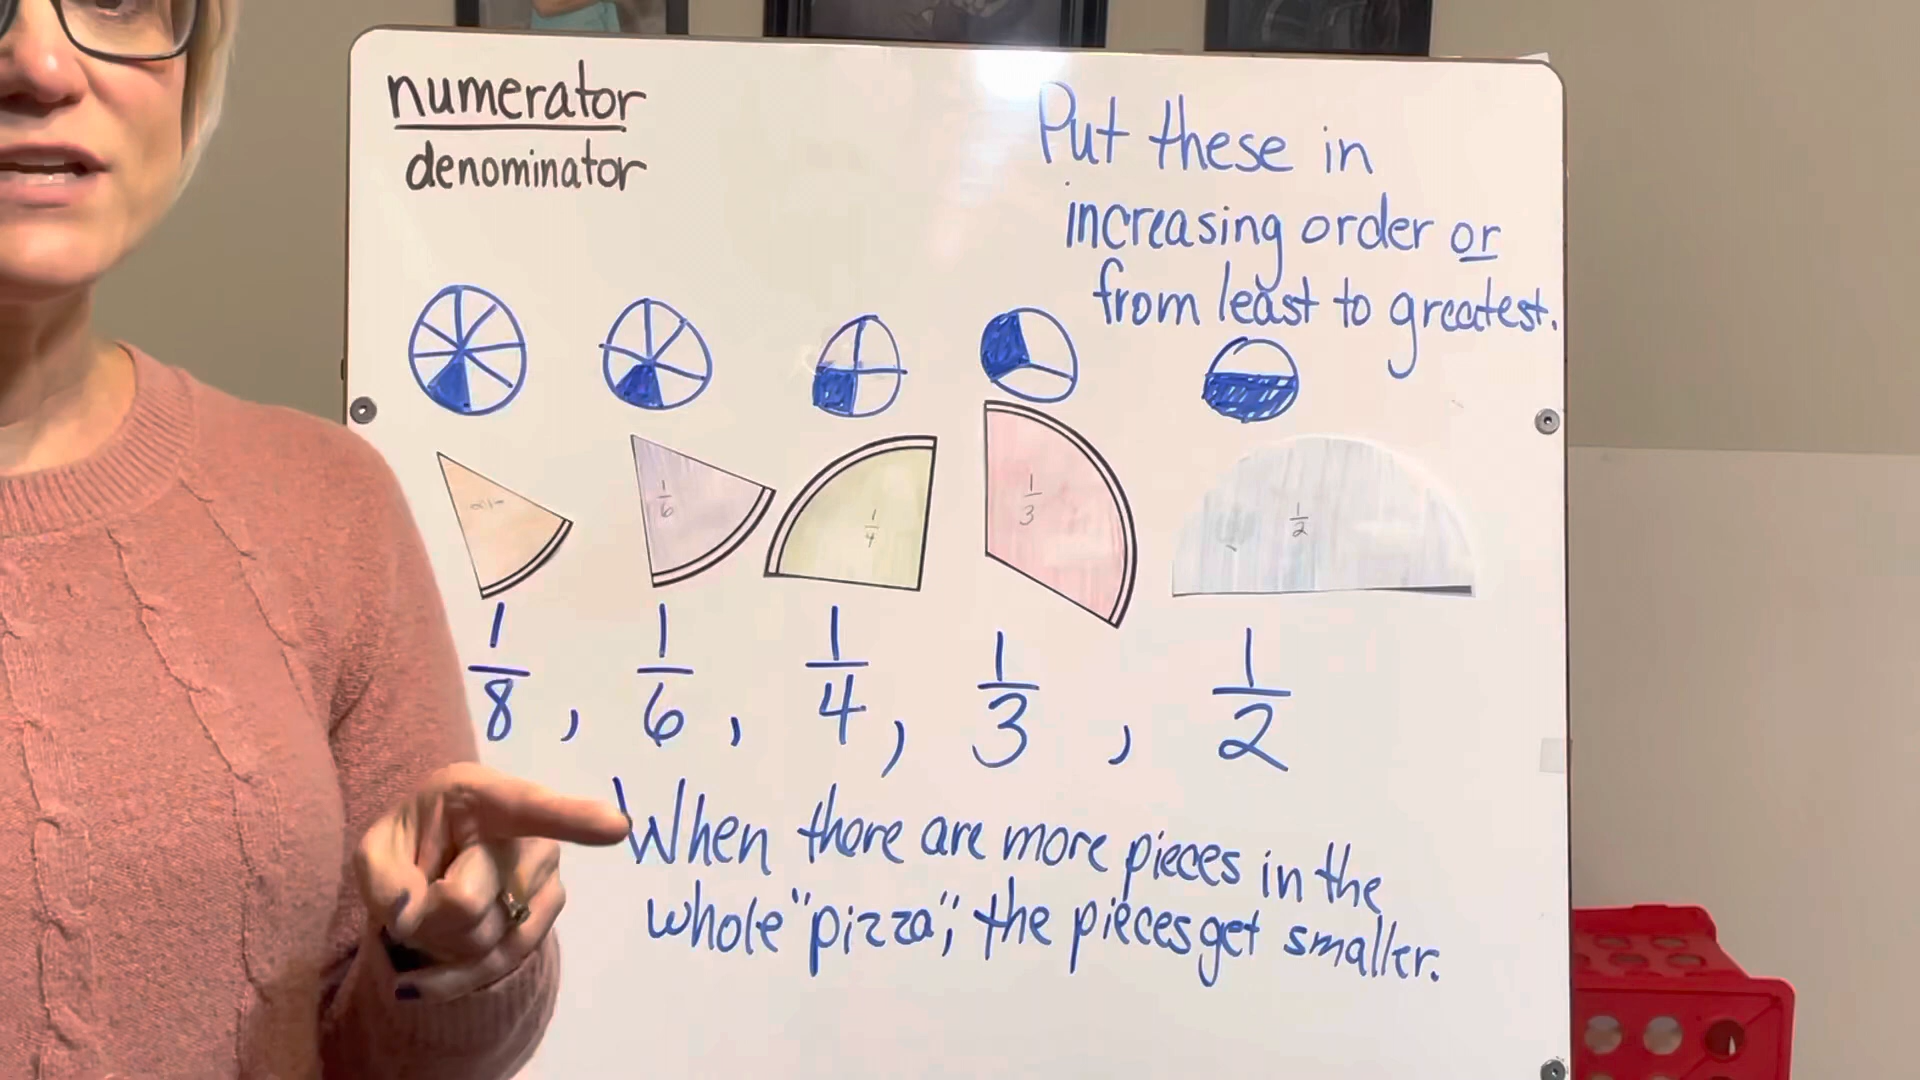 numerator
denominator
Put these in
increasing order or
from least to greatest.
1/6
1/4
1/3
1/2
1/8 , 1/6 , 1/4 , 1/3 , 1/2
When there are more pieces in the
whole "pizza", the pieces get smaller.